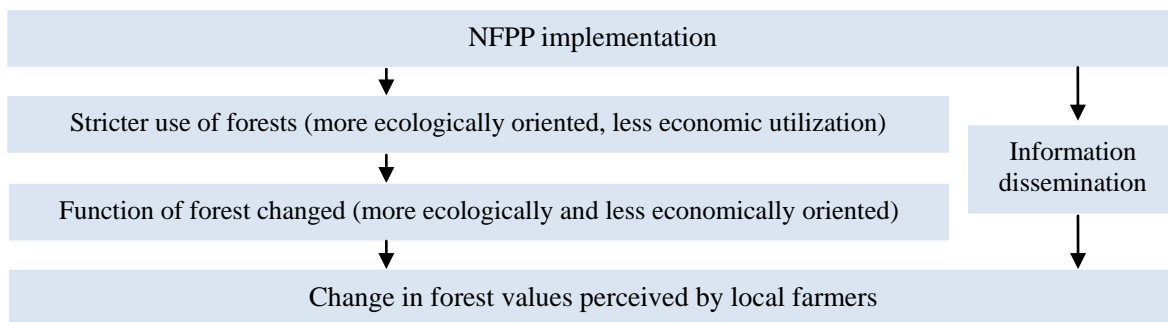 NFPP implementation
Stricter use of forests (more ecologically oriented, less economic utilization)
Information
dissemination
Function of forest changed (more ecologically and less economically oriented)
Change in forest values perceived by local farmers